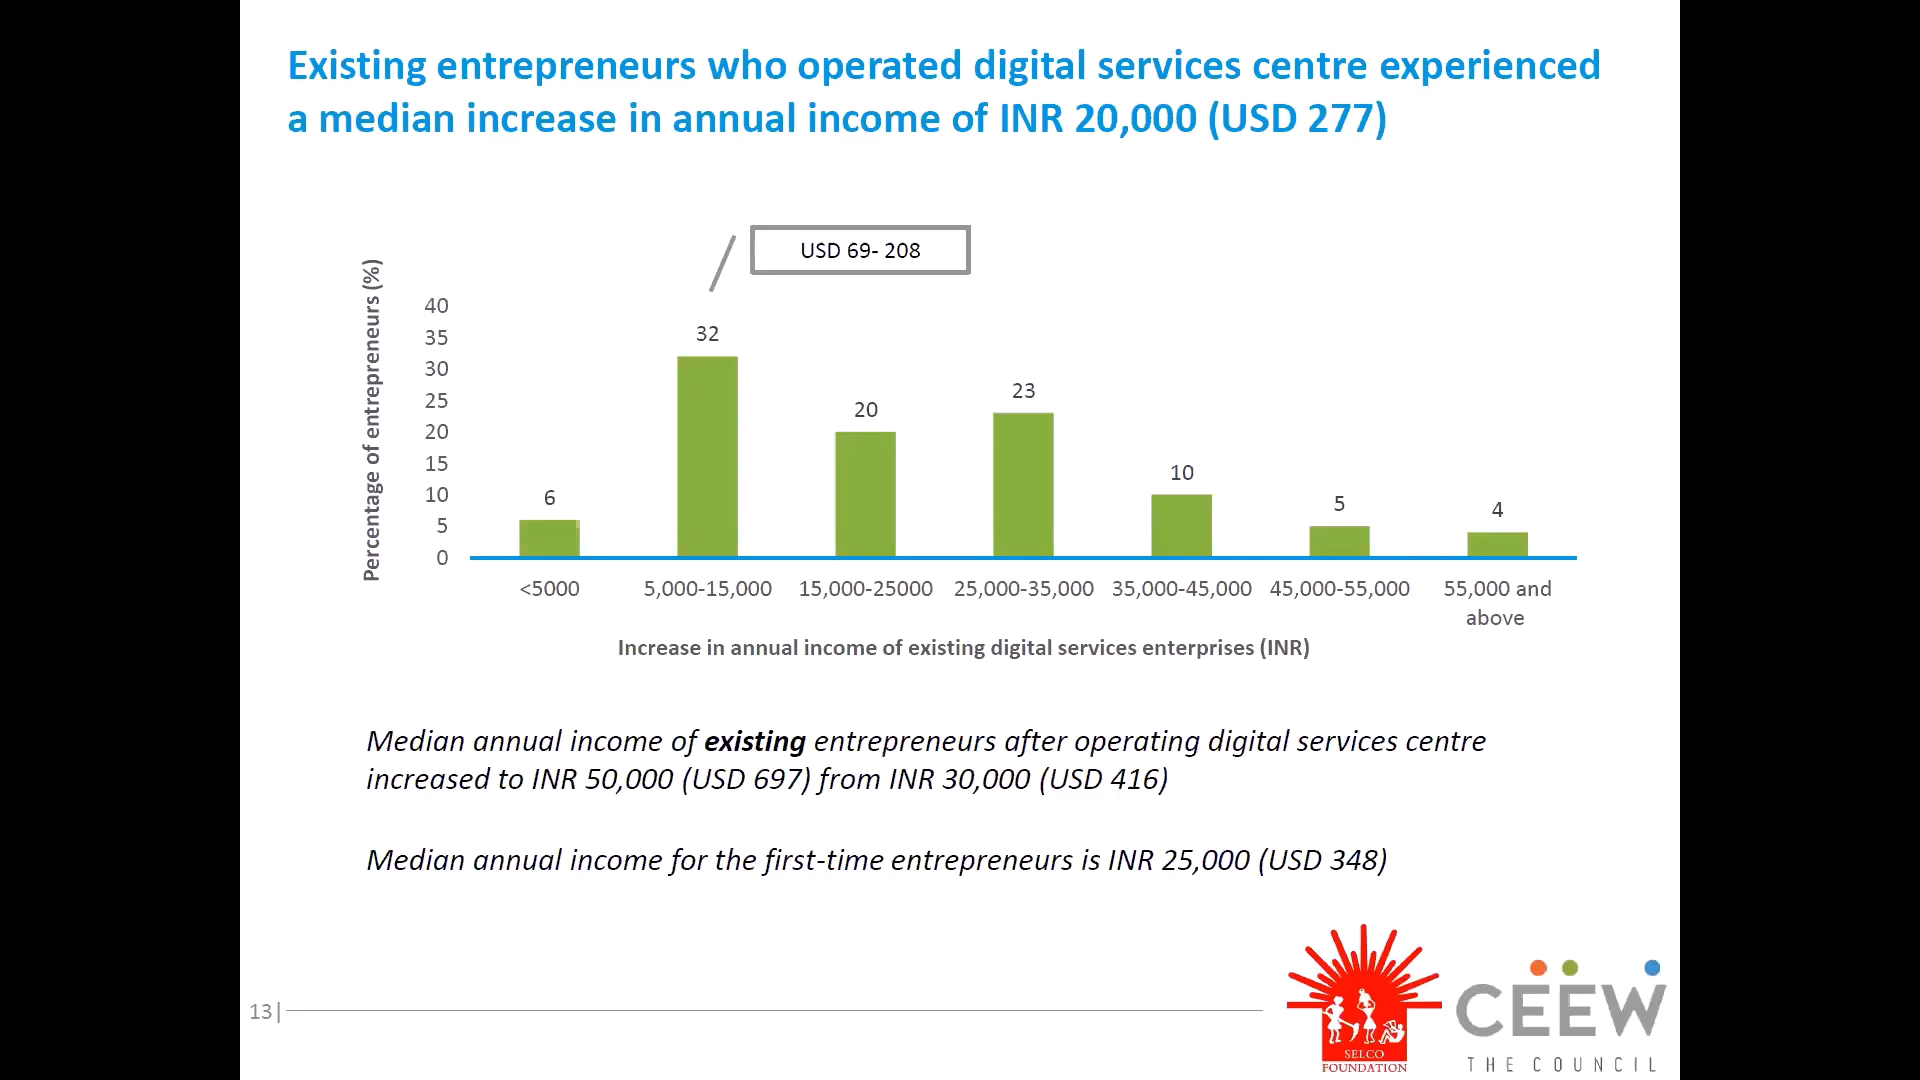 Existing entrepreneurs who operated digital services centre experienced
a median increase in annual income of INR 20,000 (USD 277)
USD 69- 208
Percentage of entrepreneurs (%)
40
35
30
25
20
15
10
5
0
6
32
20
23
10
5
4
<5000
5,000-15,000
15,000-25000
25,000-35,000
35,000-45,000
45,000-55,000
55,000 and
above
Increase in annual income of existing digital services enterprises (INR)
Median annual income of existing entrepreneurs after operating digital services centre
increased to INR 50,000 (USD 697) from INR 30,000 (USD 416)
Median annual income for the first-time entrepreneurs is INR 25,000 (USD 348)
13|
SELCO
FOUNDATION
CEEW
THE COUNCIL